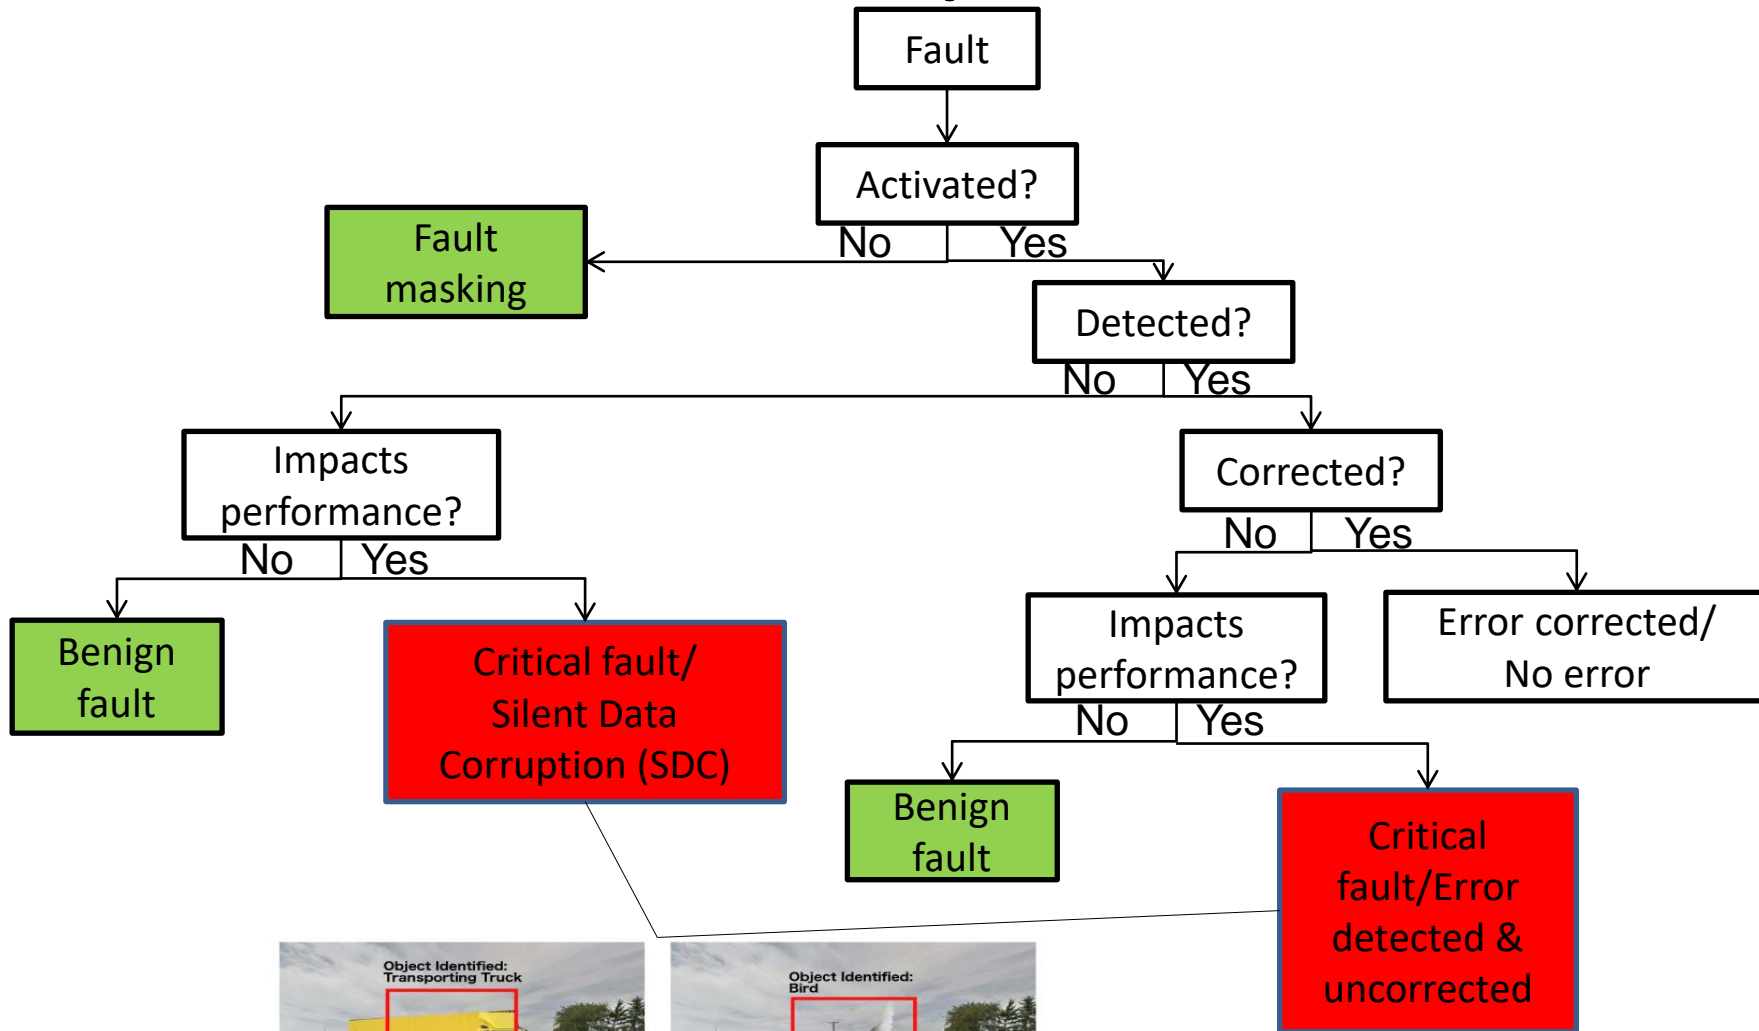 Fault
Activated?
No
Yes
Fault
masking
Detected?
No
Yes
Impacts
performance?
Corrected?
No
Yes
No
Yes
Benign
fault
Critical fault/
Silent Data
Corruption (SDC)
Impacts
performance?
Error corrected/
No error
No
Yes
Benign
fault
Critical
fault/Error
detected &
uncorrected
Object Identified:
Transporting Truck
Object Identified:
Bird